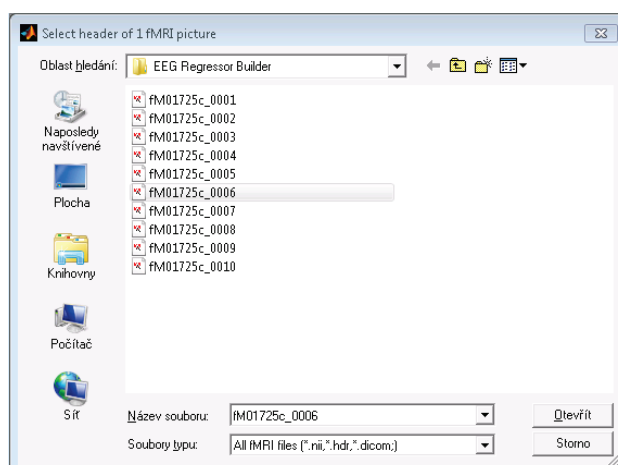 Select header of 1 fMRI picture
Oblast hledání: EEG Regressor Builder
Naposledy
navštívené
Plocha
Knihovny
Počítač
Síť
fM01725c_0001
fM01725c_0002
fM01725c_0003
fM01725c_0004
fM01725c_0005
fM01725c_0006
fM01725c_0007
fM01725c_0008
fM01725c_0009
fM01725c_0010
Název souboru: fM01725c_0006 Otevřít
Soubory typu: All fMRI files (*.nii,*.hdr,*.dicom;) Storno